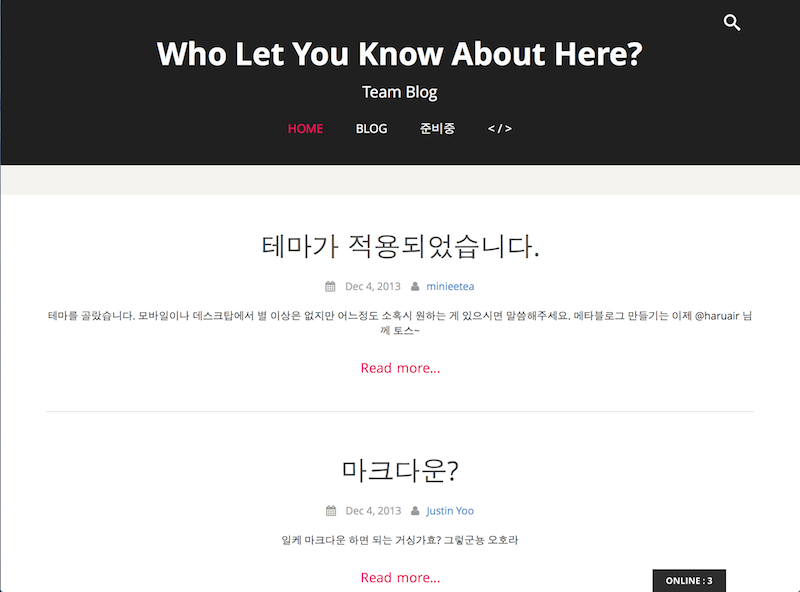 Who Let You Know About Here?
Team Blog
HOME BLOG 준비중 </>
테마가 적용되었습니다.
Dec 4, 2013 minieetea
테마를 골랐습니다. 모바일이나 데스크탑에서 별 이상은 없지만 어느정도 소혹시 원하는 게 있으시면 말씀해주세요. 메타블로그 만들기는 이제 @haruair 님
께 토스~
Read more...
마크다운?
Dec 4, 2013 Justin Yoo
일케 마크다운 하면 되는 거싱가효? 그렇군뇽 오호라
Read more...
ONLINE : 3